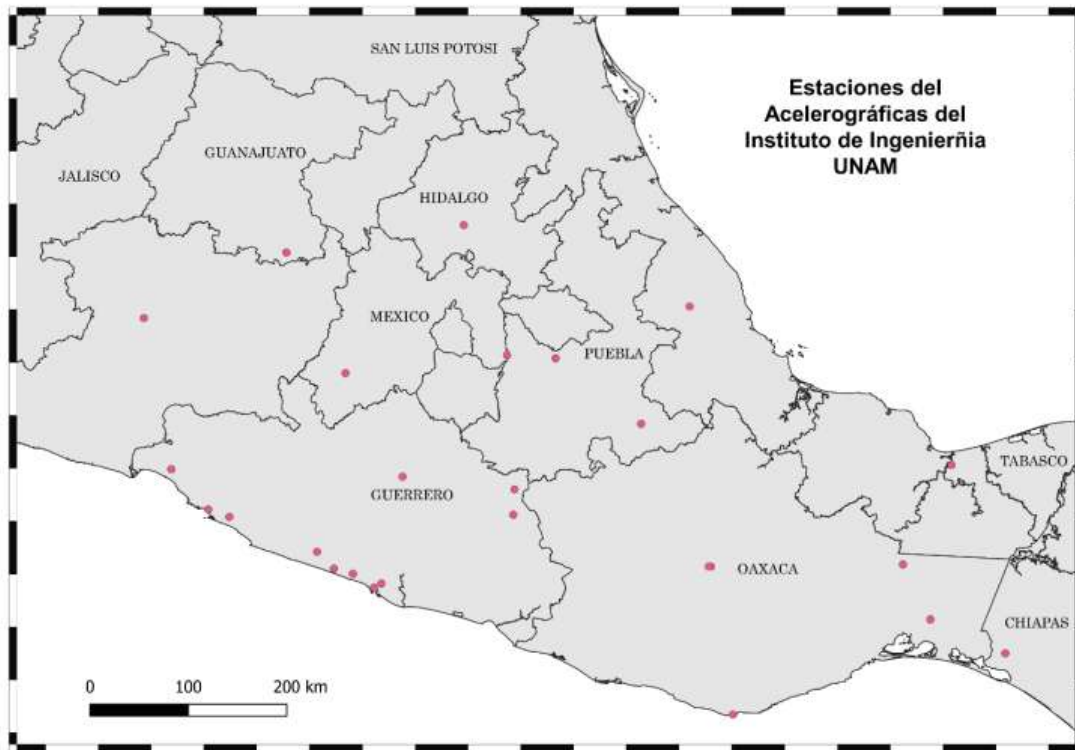 SAN LUIS POTOSI
Estaciones del
Acelerográficas del
Instituto de Ingenierñia
UNAM
GUANAJUATO
JALISCO
HIDALGO
MEXICO
PUEBLA
TABASCO
GUERRERO
OAXACA
CHIAPAS
0 100 200 km